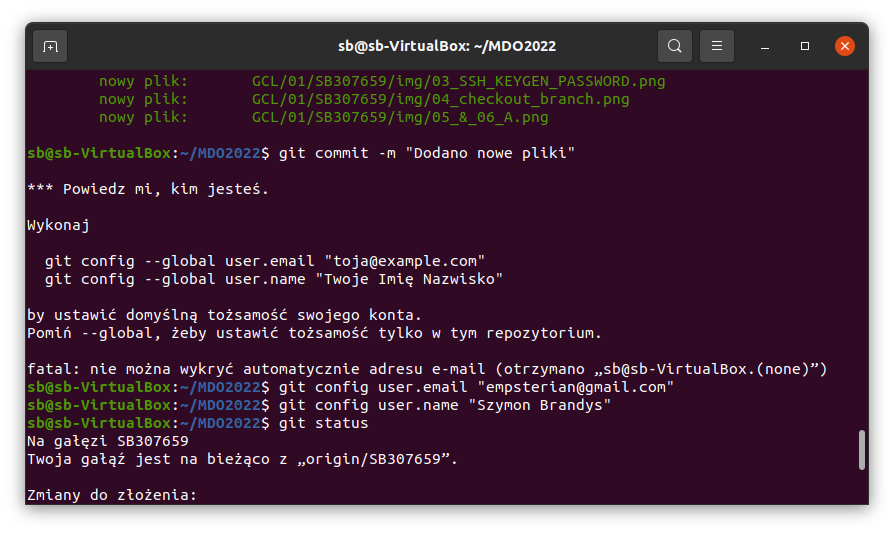 sb@sb-VirtualBox: ~/MDO2022
nowy plik:       GCL/01/SB307659/img/03_SSH_KEYGEN_PASSWORD.png
nowy plik:       GCL/01/SB307659/img/04_checkout_branch.png
nowy plik:       GCL/01/SB307659/img/05_&_06_A.png
sb@sb-VirtualBox:~/MDO2022$ git commit -m "Dodano nowe pliki"
*** Powiedz mi, kim jesteś.
Wykonaj
git config --global user.email "toja@example.com"
git config --global user.name "Twoje Imię Nazwisko"
by ustawić domyślną tożsamość swojego konta.
Pomiń --global, żeby ustawić tożsamość tylko w tym repozytorium.
fatal: nie można wykryć automatycznie adresu e-mail (otrzymano „sb@sb-VirtualBox.(none)”)
sb@sb-VirtualBox:~/MDO2022$ git config user.email "empsterian@gmail.com"
sb@sb-VirtualBox:~/MDO2022$ git config user.name "Szymon Brandys"
sb@sb-VirtualBox:~/MDO2022$ git status
Na gałęzi SB307659
Twoja gałąź jest na bieżąco z „origin/SB307659”.
Zmiany do złożenia: